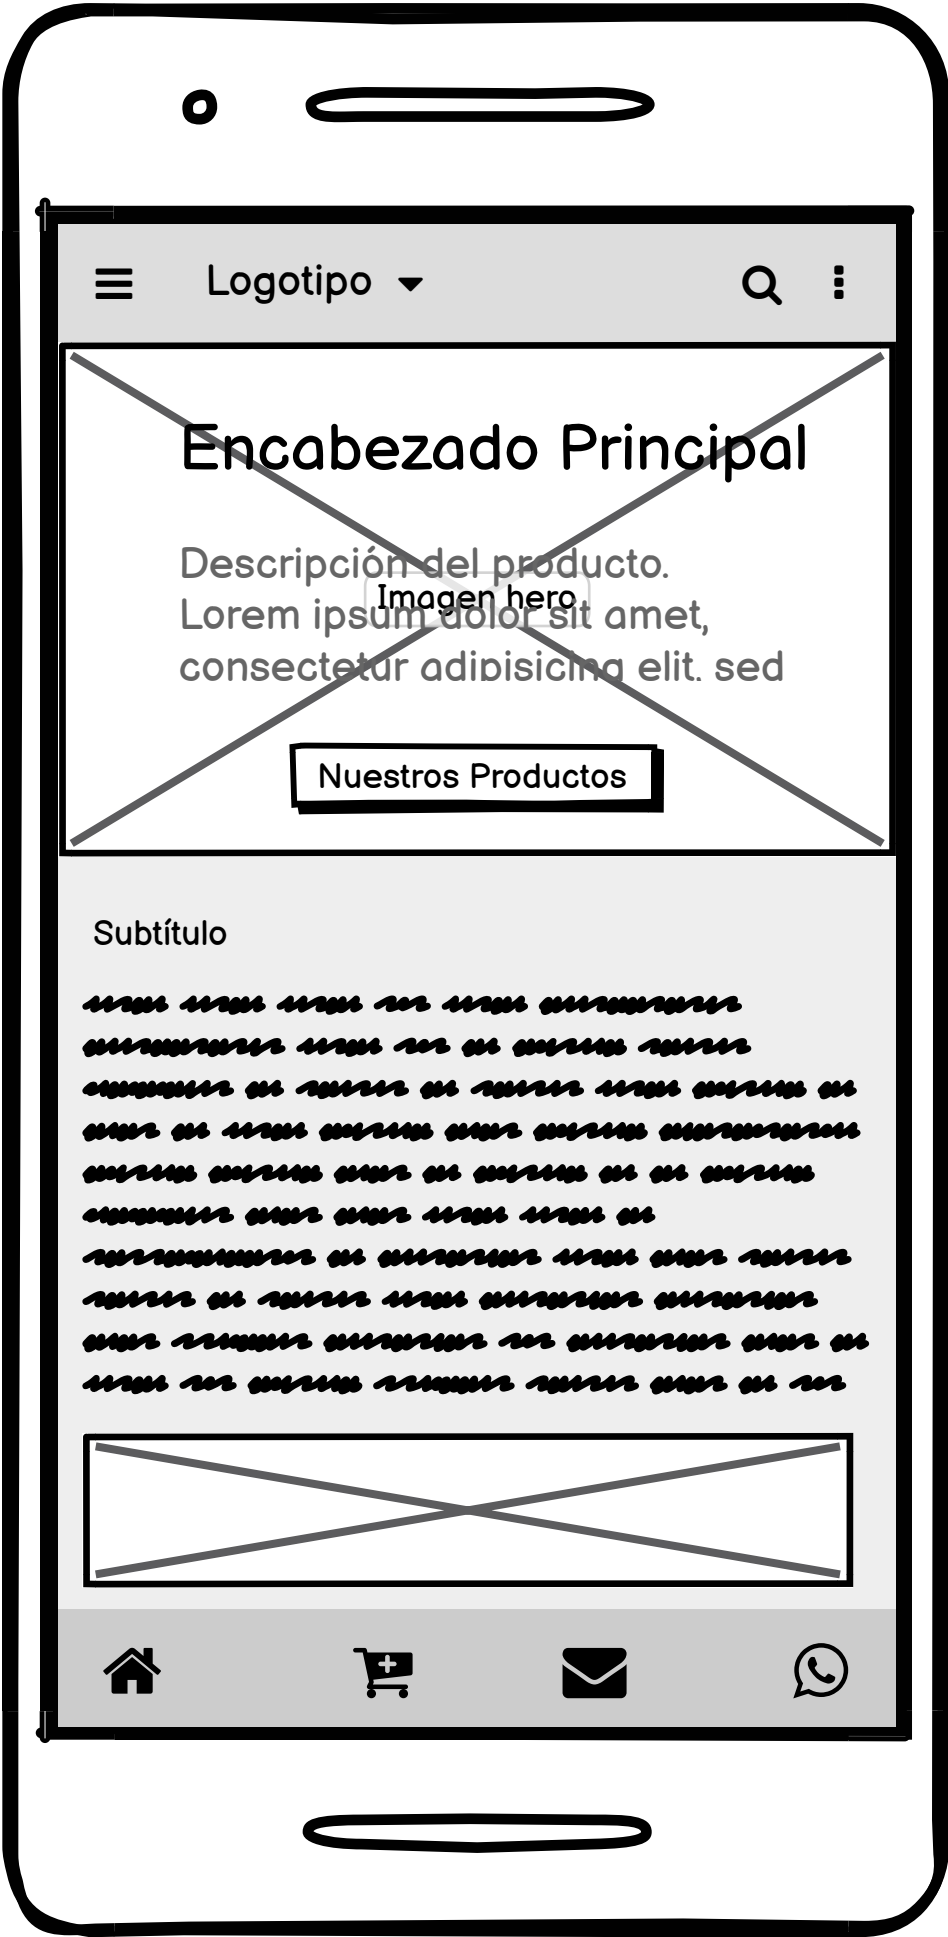 Logotipo
Encabezado Principal
Descripción del producto.
Imagen hero
Lorem ipsum dolor sit amet,
consectetur adipisicing elit. sed
Nuestros Productos
Subtítulo